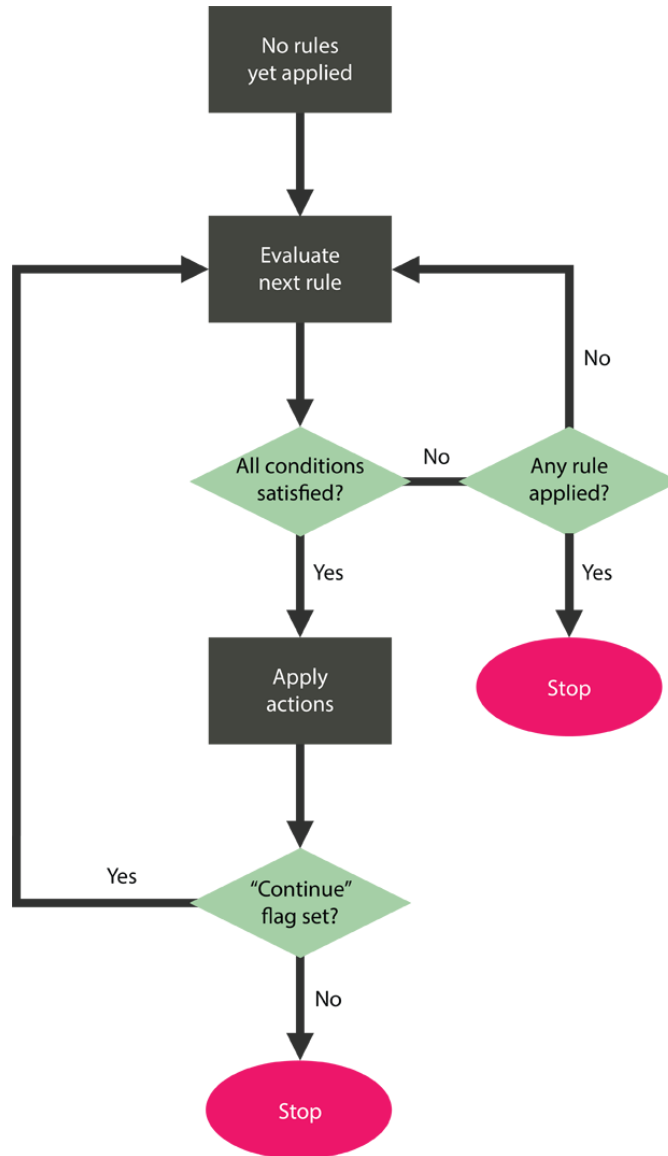 No rules
yet applied
Evaluate
next rule
No
All conditions
satisfied?
No
Any rule
applied?
Yes
Yes
Apply
actions
Stop
Yes
“Continue”
flag set?
No
Stop